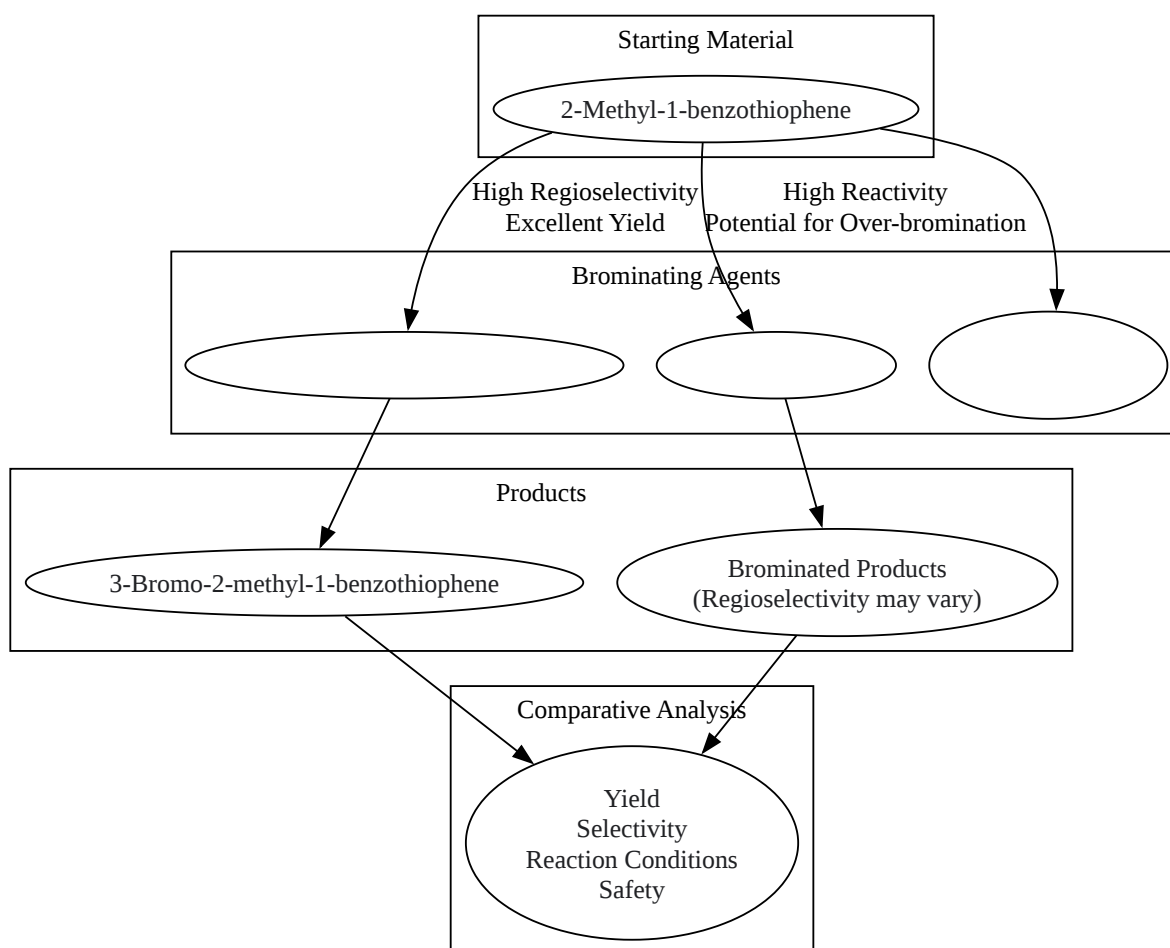 Starting Material
2-Methyl-1-benzothiophene
High Regioselectivity
Excellent Yield
High Reactivity
Potential for Over-bromination
Brominating Agents
Products
3-Bromo-2-methyl-1-benzothiophene
Brominated Products
(Regioselectivity may vary)
Comparative Analysis
Yield
Selectivity
Reaction Conditions
Safety